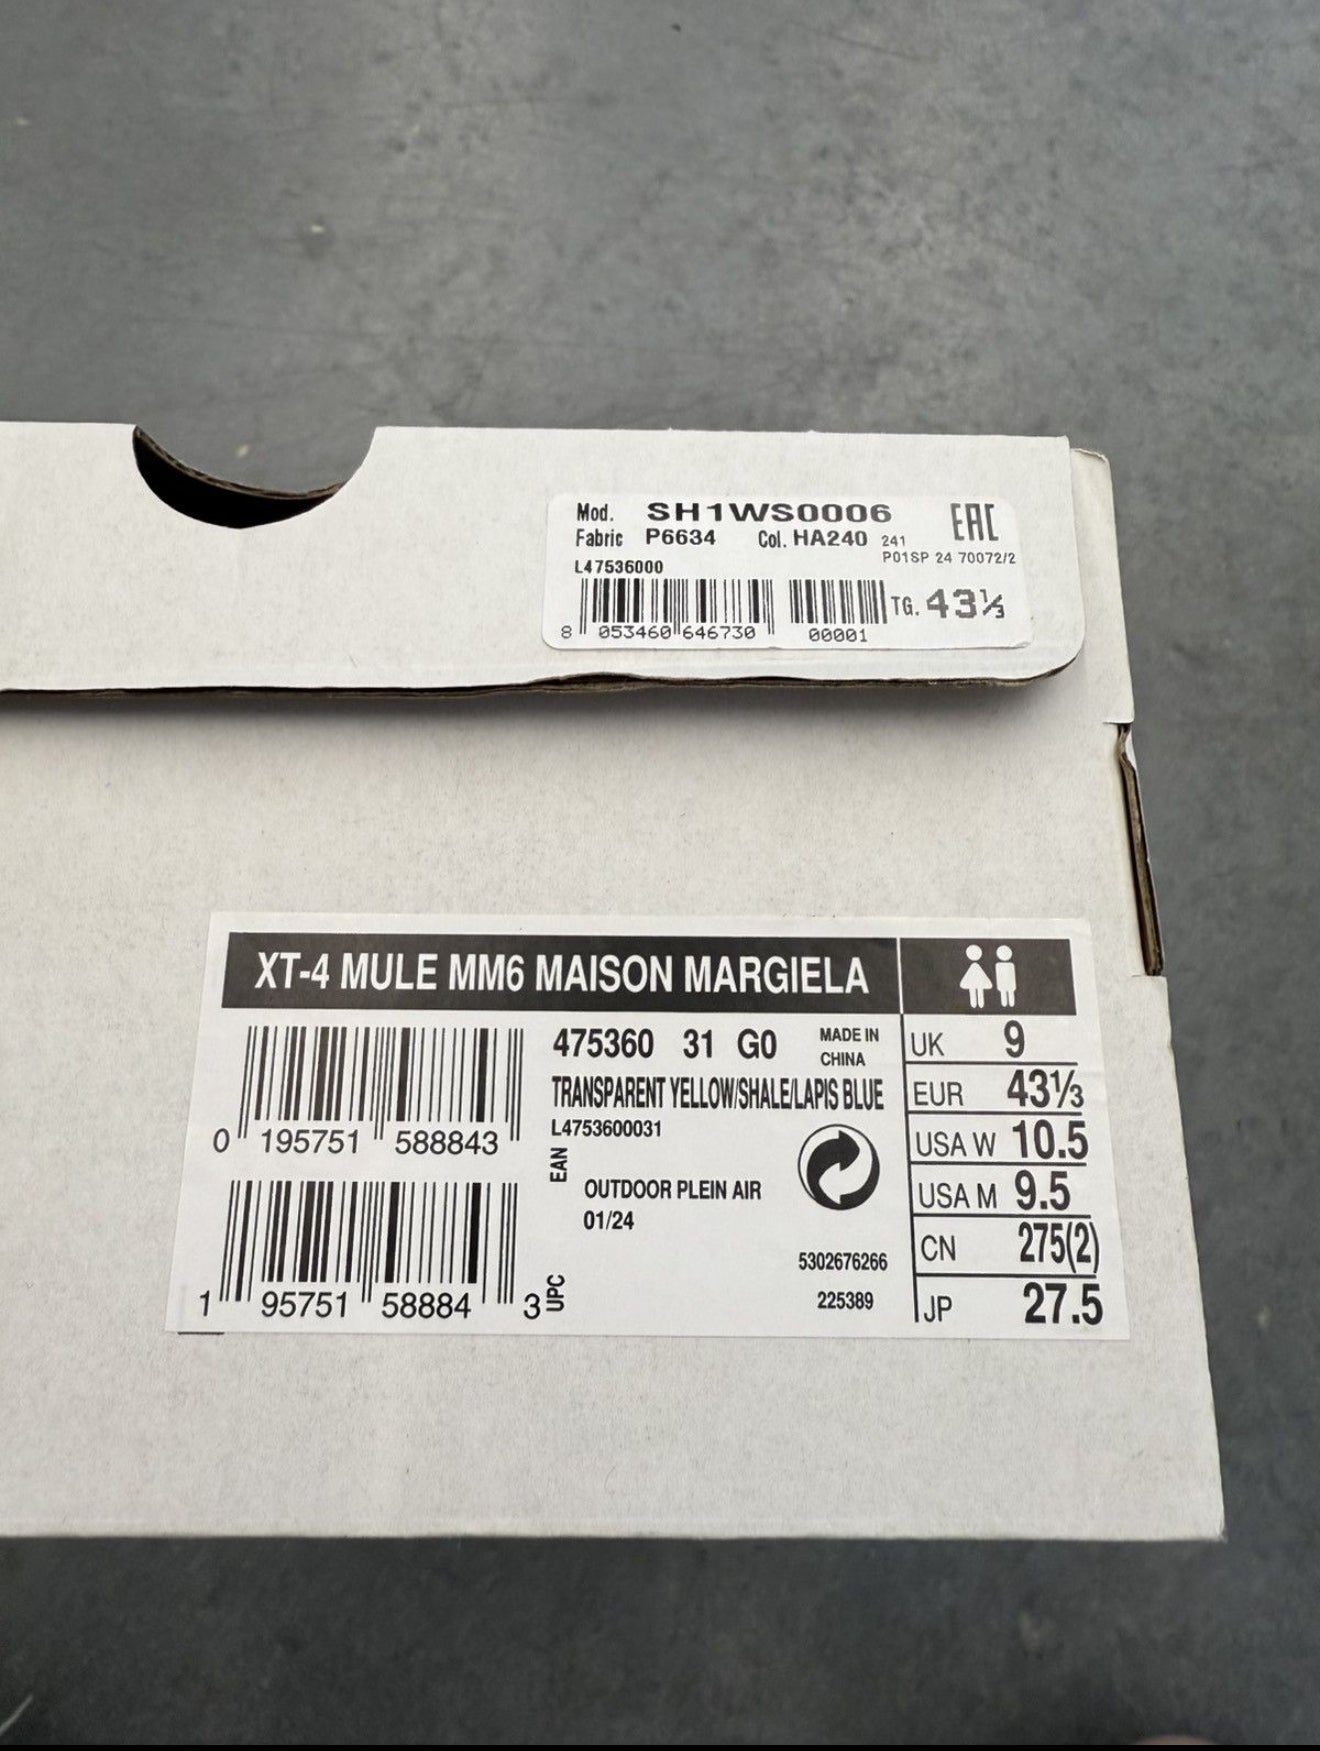 Mod. SH1WS0006 EAC
Fabric P6634 Col. HA240 241
P01SP 24 70072/2
L47536000
TG. 43⅓
8 053460 646730 00001
XT-4 MULE MM6 MAISON MARGIELA
475360 31 G0 MADE IN CHINA
TRANSPARENT YELLOW/SHALE/LAPIS BLUE
L4753600031
0 195751 588843 EAN
OUTDOOR PLEIN AIR
01/24
5302676266
225389
1 95751 58884 3 UPC
UK 9
EUR 43⅓
USA W 10.5
USA M 9.5
CN 275(2)
JP 27.5